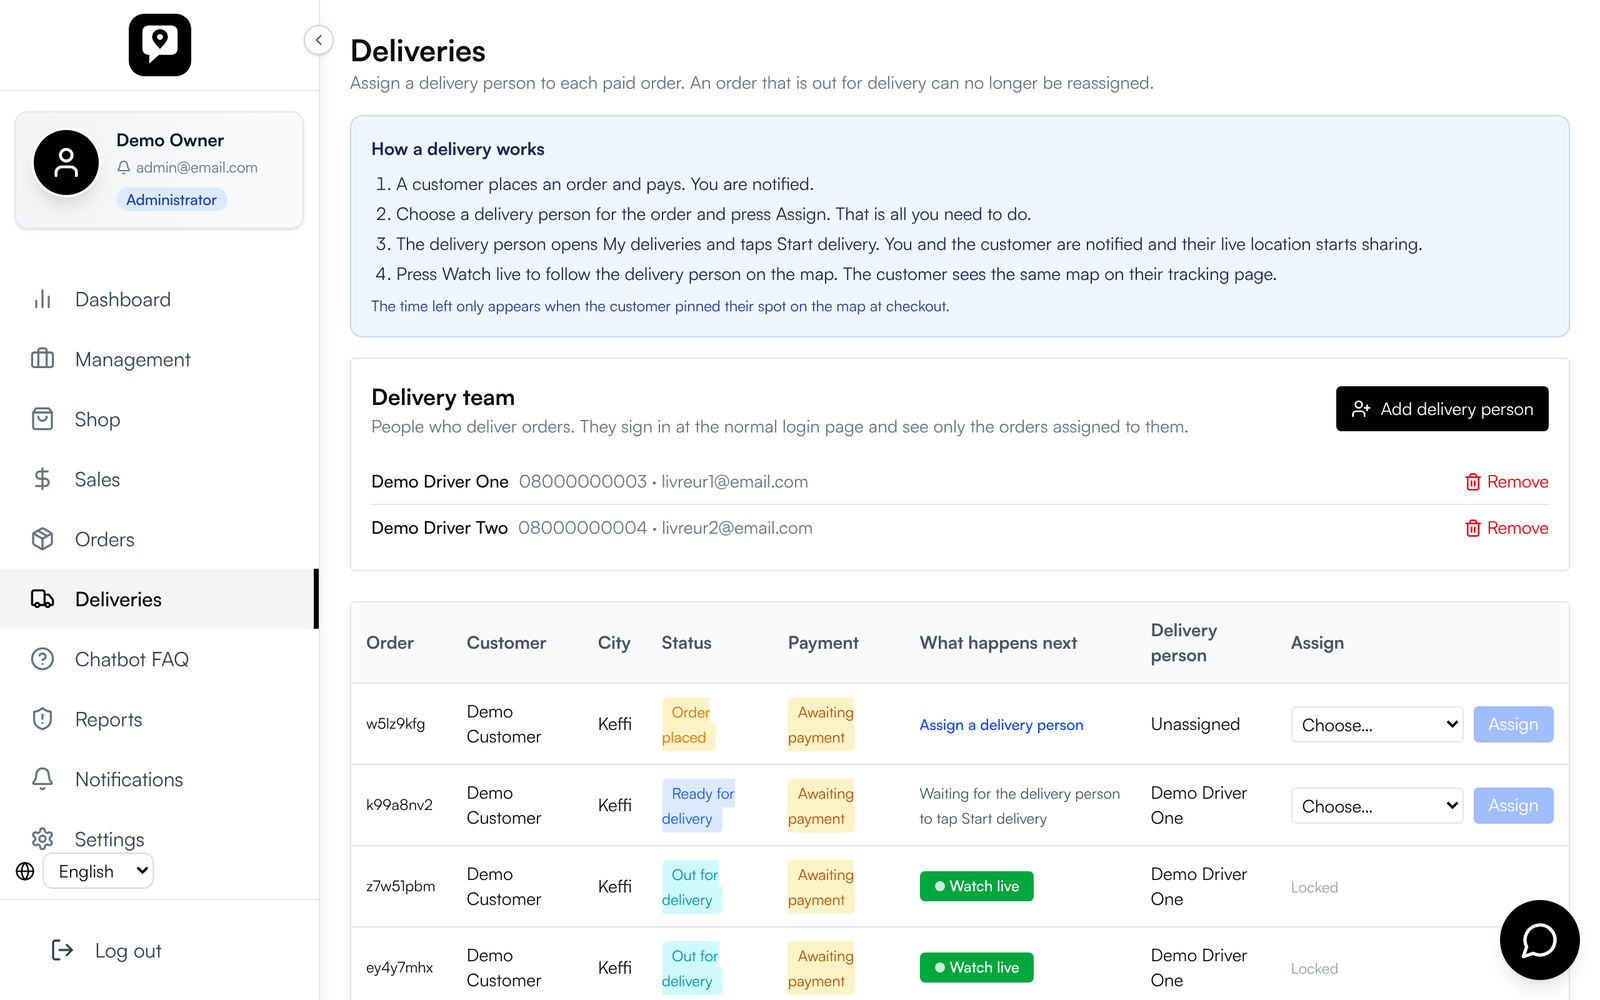 Demo Owner
admin@email.com
Administrator
Dashboard
Management
Shop
Sales
Orders
Deliveries
Chatbot FAQ
Reports
Notifications
Settings
English
Log out
Deliveries
Assign a delivery person to each paid order. An order that is out for delivery can no longer be reassigned.
How a delivery works
1. A customer places an order and pays. You are notified.
2. Choose a delivery person for the order and press Assign. That is all you need to do.
3. The delivery person opens My deliveries and taps Start delivery. You and the customer are notified and their live location starts sharing.
4. Press Watch live to follow the delivery person on the map. The customer sees the same map on their tracking page.
The time left only appears when the customer pinned their spot on the map at checkout.
Delivery team
People who deliver orders. They sign in at the normal login page and see only the orders assigned to them.
Add delivery person
Demo Driver One 08000000003 · livreur1@email.com Remove
Demo Driver Two 08000000004 · livreur2@email.com Remove
Order Customer City Status Payment What happens next Delivery person Assign
w5lz9kfg Demo Customer Keffi Order placed Awaiting payment Assign a delivery person Unassigned Choose... Assign
k99a8nv2 Demo Customer Keffi Ready for delivery Awaiting payment Waiting for the delivery person to tap Start delivery Demo Driver One Choose... Assign
z7w51pbm Demo Customer Keffi Out for delivery Awaiting payment Watch live Demo Driver One Locked
ey4y7mhx Demo Customer Keffi Out for delivery Awaiting payment Watch live Demo Driver One Locked